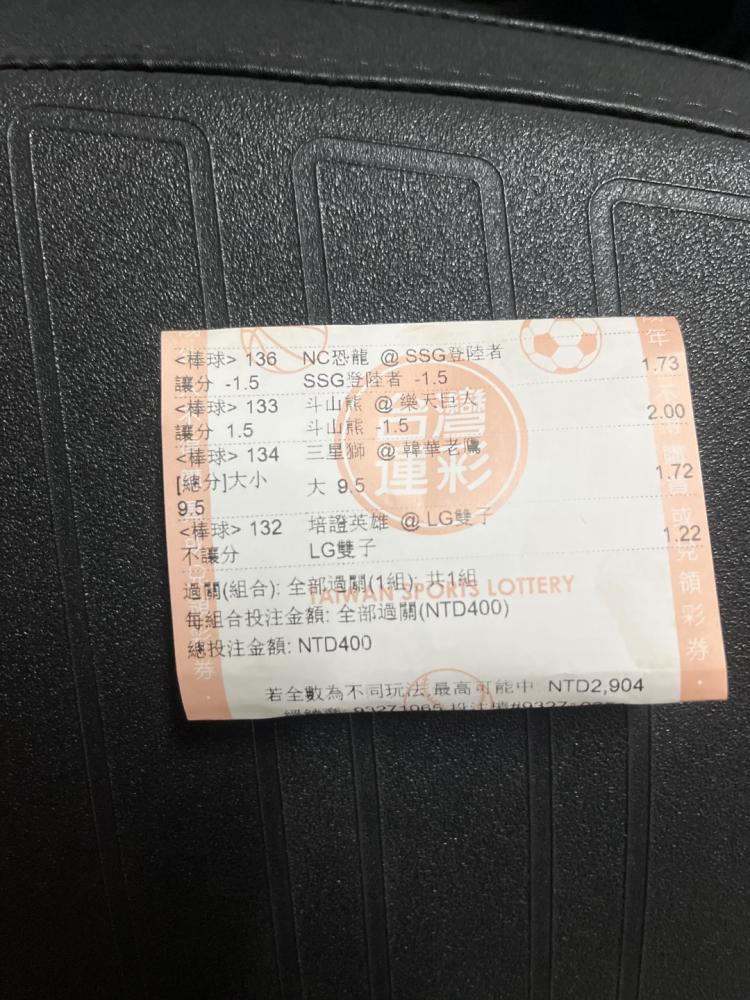 <棒球> 136 NC恐龍 @ SSG登陸者 1.73
讓分 -1.5 SSG登陸者 -1.5
<棒球> 133 斗山熊 @ 樂天巨人 2.00
讓分 1.5 斗山熊 -1.5
<棒球> 134 三星獅 @ 韓華老鷹 1.72
[總分]大小 大 9.5
9.5
<棒球> 132 培證英雄 @ LG雙子 1.22
不讓分 LG雙子
過關(組合): 全部過關(1組): 共1組
每組合投注金額: 全部過關(NTD400)
總投注金額: NTD400
若全數為不同玩法,最高可能中 NTD2,904
台灣
運彩
TAIWAN SPORTS LOTTERY
領彩券